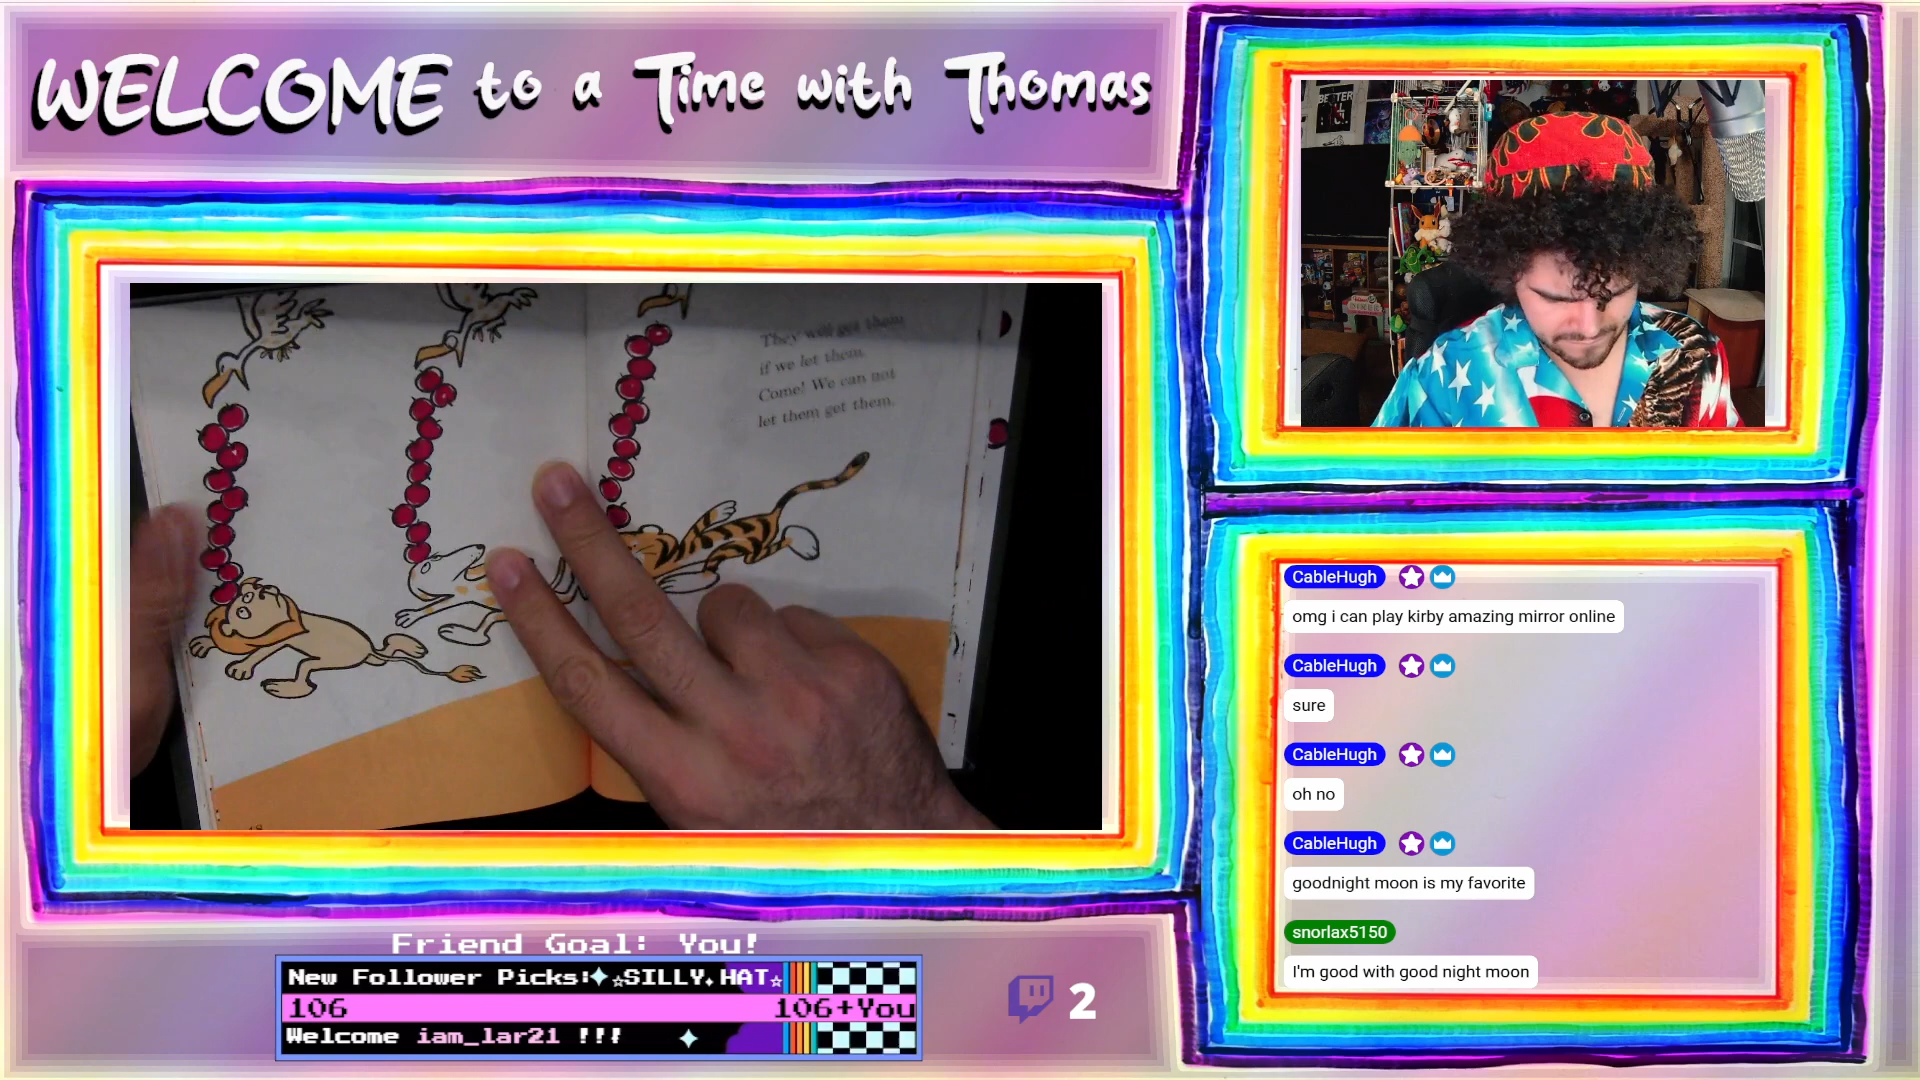 WELCOME to a Time with Thomas
They will get them
if we let them.
Come! We can not
let them get them.
CableHugh
omg i can play kirby amazing mirror online
CableHugh
sure
CableHugh
oh no
CableHugh
goodnight moon is my favorite
snorlax5150
I'm good with good night moon
Friend Goal: You!
New Follower Picks:✦☆SILLY✦HAT☆
106 106+You
Welcome iam_lar21 !!!
2